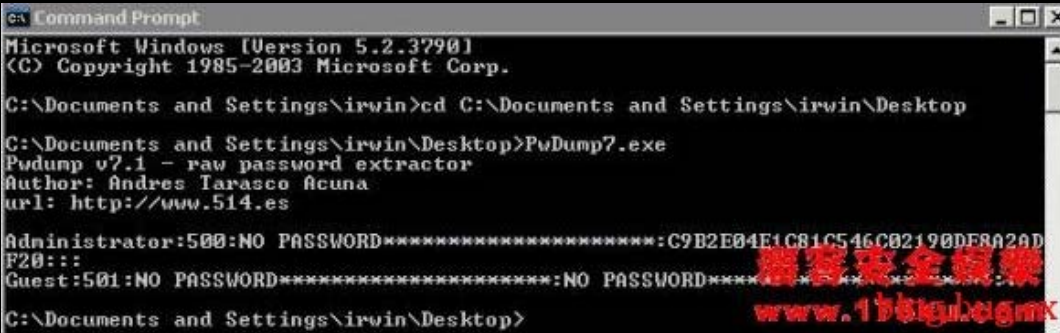 Command Prompt
Microsoft Windows [Version 5.2.3790]
(C) Copyright 1985-2003 Microsoft Corp.
C:\Documents and Settings\irwin>cd C:\Documents and Settings\irwin\Desktop
C:\Documents and Settings\irwin\Desktop>PwDump7.exe
Pwdump v7.1 - raw password extractor
Author: Andres Tarasco Acuna
url: http://www.514.es
Administrator:500:NO PASSWORD*********************:C9B2E04E1C81C546C02190DF8A2AD
F20:::
Guest:501:NO PASSWORD*********************:NO PASSWORD
C:\Documents and Settings\irwin\Desktop>